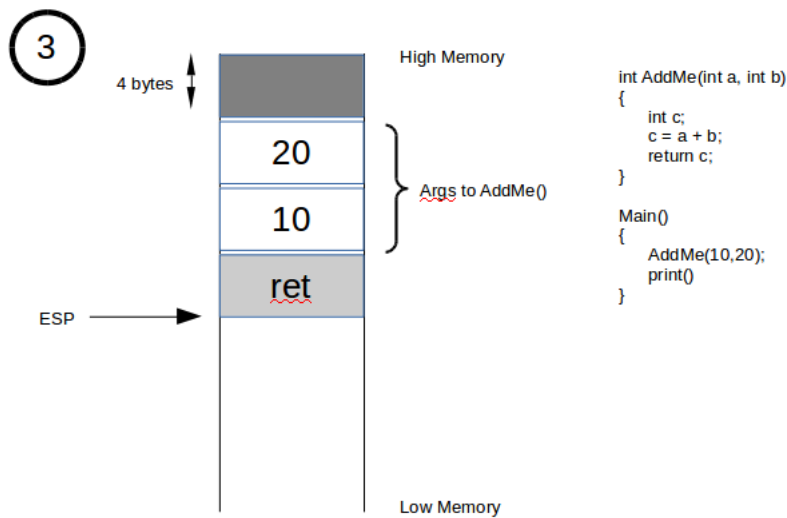 3
High Memory
4 bytes
20
10
Args to AddMe()
ret
ESP
Low Memory
int AddMe(int a, int b)
{
int c;
c = a + b;
return c;
}
Main()
{
AddMe(10,20);
print()
}